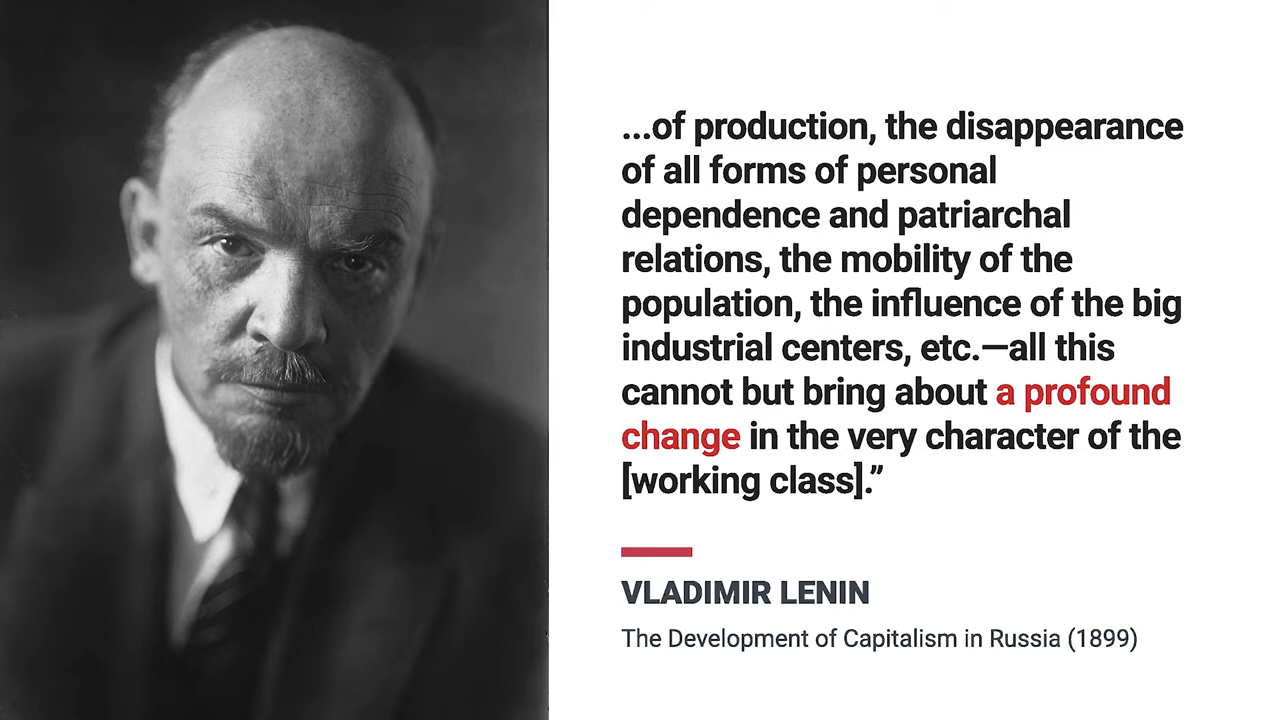 ...of production, the disappearance
of all forms of personal
dependence and patriarchal
relations, the mobility of the
population, the influence of the big
industrial centers, etc.—all this
cannot but bring about a profound
change in the very character of the
[working class].”
VLADIMIR LENIN
The Development of Capitalism in Russia (1899)